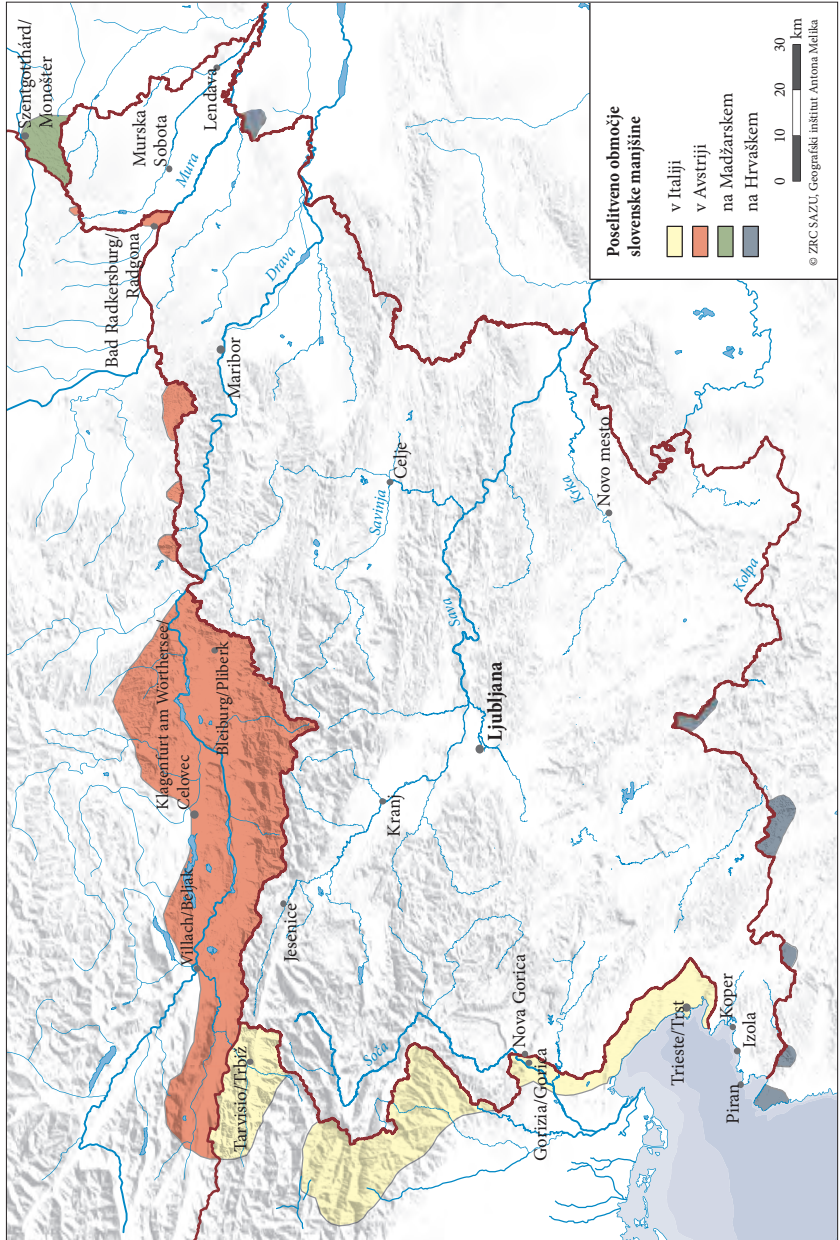 Szentgotthárd/
Monošter
Murska
Sobota
Lendava
Mura
Bad Radkersburg/
Radgona
Drava
Maribor
Klagenfurt am Wörthersee/
Celovec
Bleiburg/Pliberk
Villach/Beljak
Savinja
Celje
Jesenice
Kranj
Sava
Ljubljana
Krka
Novo mesto
Kolpa
Tarvisio/Trbiž
Soča
Nova Gorica
Gorizia/Gorica
Trieste/Trst
Koper
Izola
Piran
Poselitveno območje
slovenske manjšine
v Italiji
v Avstriji
na Madžarskem
na Hrvaškem
0 10 20 30
km
© ZRC SAZU, Geografski inštitut Antona Melika